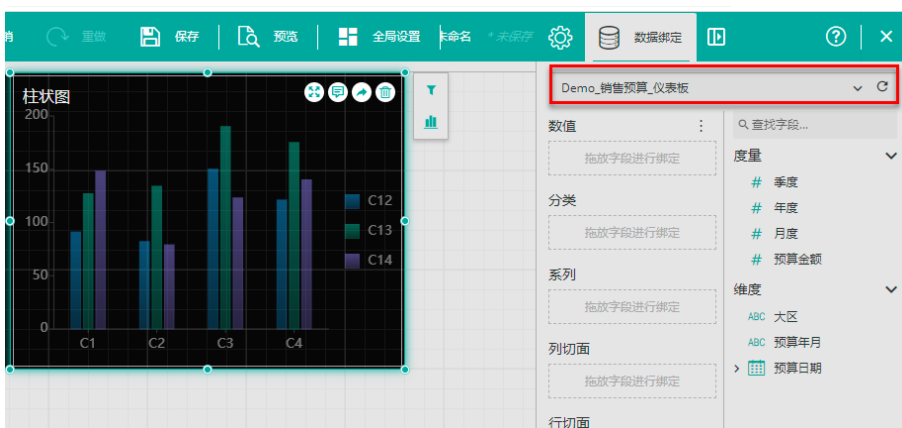 销 重做 保存 预览 全局设置 未命名 *未保存 数据绑定
柱状图
200
150
100
50
0
C1 C2 C3 C4
C12
C13
C14
Demo_销售预算_仪表板
数值
拖放字段进行绑定
分类
拖放字段进行绑定
系列
拖放字段进行绑定
列切面
拖放字段进行绑定
行切面
查找字段...
度量
# 季度
# 年度
# 月度
# 预算金额
维度
ABC 大区
ABC 预算年月
预算日期